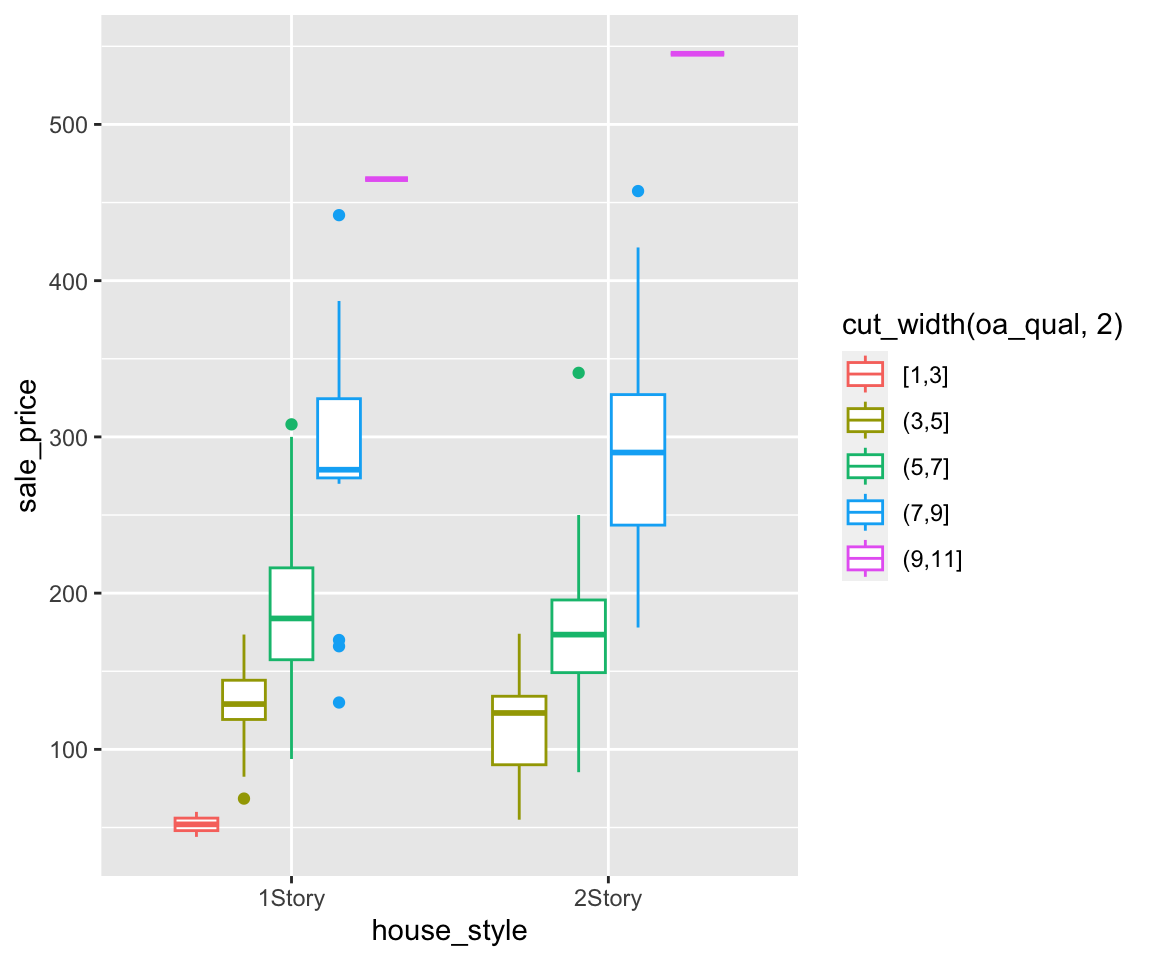 500
400
300
200
100
sale_price
1Story
2Story
house_style
cut_width(oa_qual, 2)
[1,3]
(3,5]
(5,7]
(7,9]
(9,11]